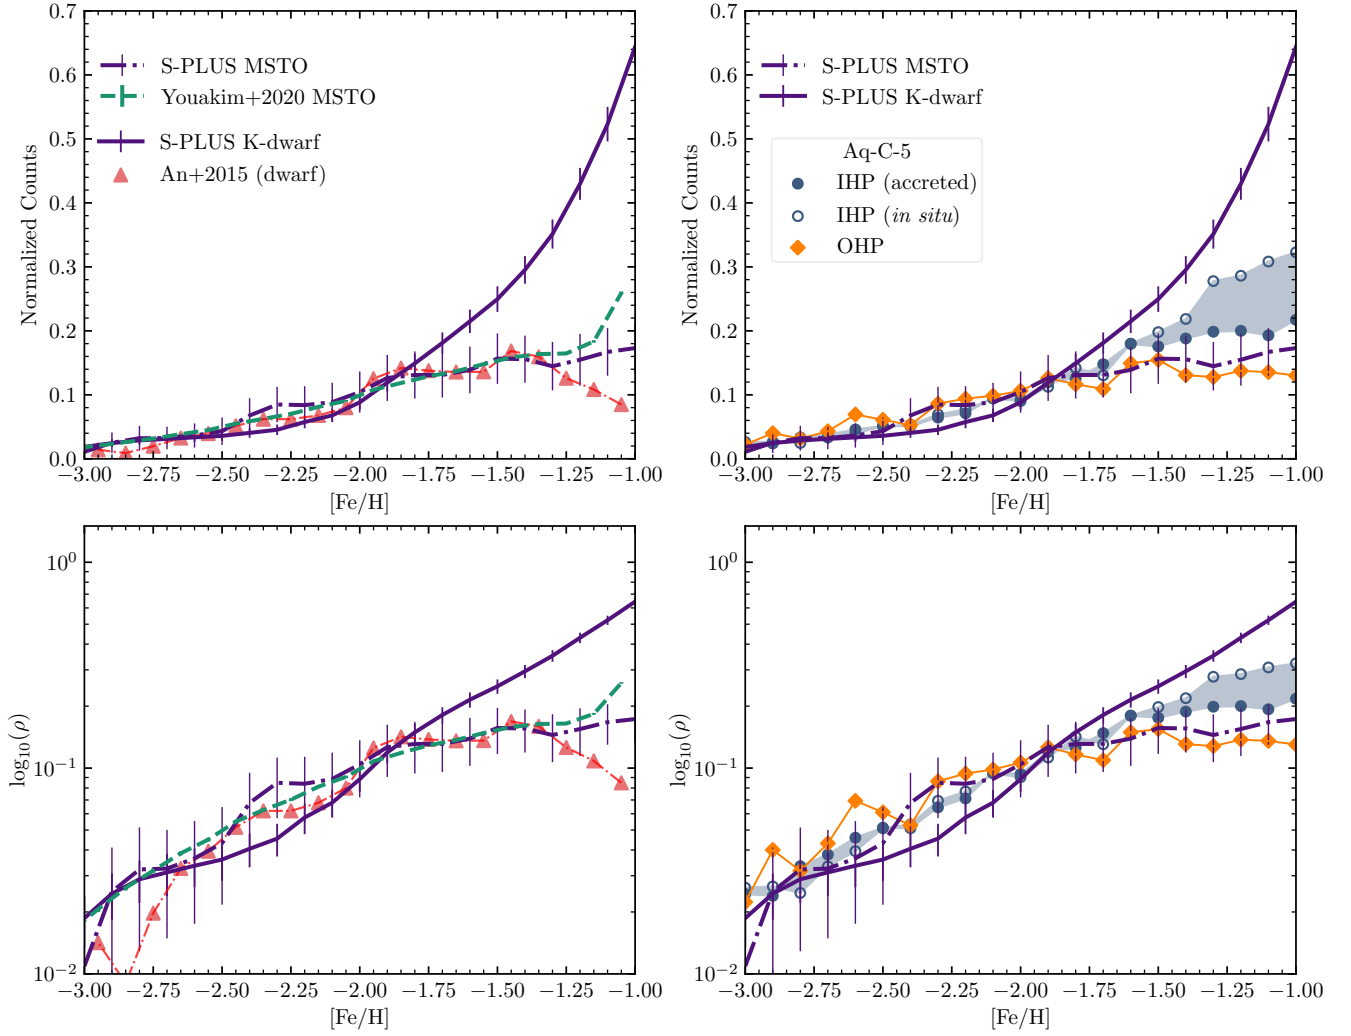 0.7
0.6
0.5
0.4
0.3
0.2
0.1
0.0
Normalized Counts
S-PLUS MSTO
Youakim+2020 MSTO
S-PLUS K-dwarf
An+2015 (dwarf)
−3.00 −2.75 −2.50 −2.25 −2.00 −1.75 −1.50 −1.25 −1.00
[Fe/H]
0.7
0.6
0.5
0.4
0.3
0.2
0.1
0.0
Normalized Counts
S-PLUS MSTO
S-PLUS K-dwarf
Aq-C-5
IHP (accreted)
IHP (in situ)
OHP
−3.00 −2.75 −2.50 −2.25 −2.00 −1.75 −1.50 −1.25 −1.00
[Fe/H]
10⁰
10⁻¹
10⁻²
log₁₀(ρ)
−3.00 −2.75 −2.50 −2.25 −2.00 −1.75 −1.50 −1.25 −1.00
[Fe/H]
10⁰
10⁻¹
10⁻²
log₁₀(ρ)
−3.00 −2.75 −2.50 −2.25 −2.00 −1.75 −1.50 −1.25 −1.00
[Fe/H]